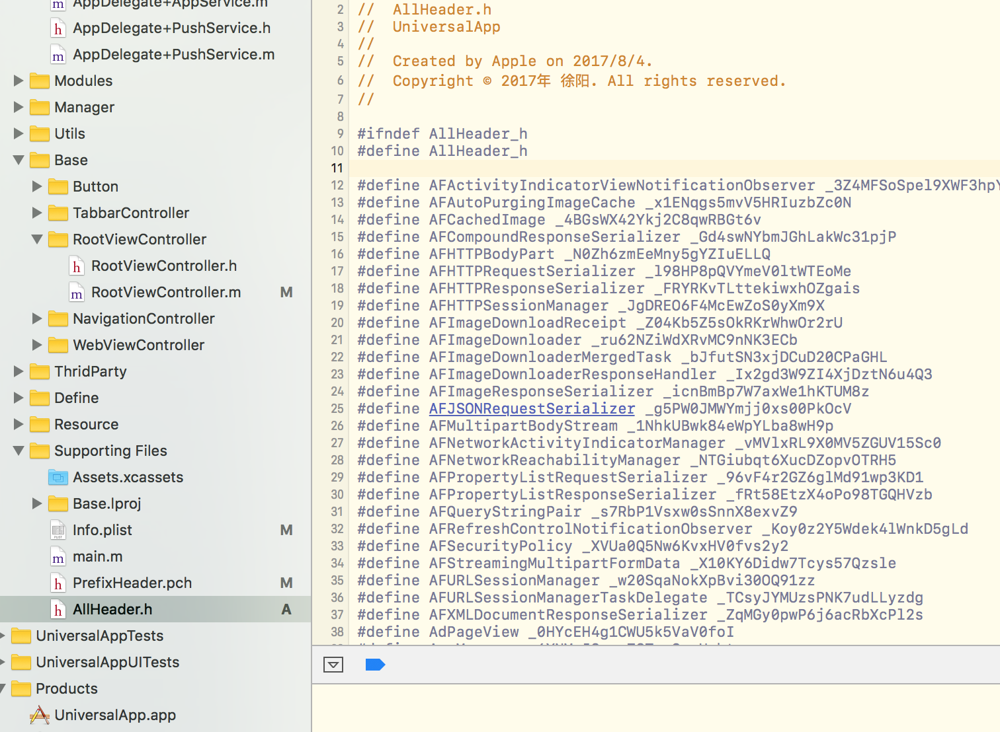 AppDelegate+AppService.m
AppDelegate+PushService.h
AppDelegate+PushService.m
Modules
Manager
Utils
Base
Button
TabbarController
RootViewController
RootViewController.h
RootViewController.m M
NavigationController
WebViewController
ThridParty
Define
Resource
Supporting Files
Assets.xcassets
Base.lproj
Info.plist M
main.m
PrefixHeader.pch M
AllHeader.h A
UniversalAppTests
UniversalAppUITests
Products
UniversalApp.app
2 //  AllHeader.h
3 //  UniversalApp
4 //
5 //  Created by Apple on 2017/8/4.
6 //  Copyright © 2017年 徐阳. All rights reserved.
7 //
8
9 #ifndef AllHeader_h
10 #define AllHeader_h
11
12 #define AFActivityIndicatorViewNotificationObserver _3Z4MFSoSpel9XWF3hpY
13 #define AFAutoPurgingImageCache _x1ENqgs5mvV5HRIuzbZc0N
14 #define AFCachedImage _4BGsWX42Ykj2C8qwRBGt6v
15 #define AFCompoundResponseSerializer _Gd4swNYbmJGhLakWc31pjP
16 #define AFHTTPBodyPart _N0Zh6zmEeMny5gYZIuELLQ
17 #define AFHTTPRequestSerializer _l98HP8pQVYmeV0ltWTEoMe
18 #define AFHTTPResponseSerializer _FRYRKvTLttekiwxhOZgais
19 #define AFHTTPSessionManager _JgDREO6F4McEwZoS0yXm9X
20 #define AFImageDownloadReceipt _Z04Kb5Z5sOkRKrWhwOr2rU
21 #define AFImageDownloader _ru62NZiWdXRvMC9nNK3ECb
22 #define AFImageDownloaderMergedTask _bJfutSN3xjDCuD20CPaGHL
23 #define AFImageDownloaderResponseHandler _Ix2gd3W9ZI4XjDztN6u4Q3
24 #define AFImageResponseSerializer _icnBmBp7W7axWe1hKTUM8z
25 #define AFJSONRequestSerializer _g5PW0JMWYmjj0xs00PkOcV
26 #define AFMultipartBodyStream _1NhkUBwk84eWpYLba8wH9p
27 #define AFNetworkActivityIndicatorManager _vMVlxRL9X0MV5ZGUV15Sc0
28 #define AFNetworkReachabilityManager _NTGiubqt6XucDZopvOTRH5
29 #define AFPropertyListRequestSerializer _96vF4r2GZ6glMd91wp3KD1
30 #define AFPropertyListResponseSerializer _fRt58EtzX4oPo98TGQHVzb
31 #define AFQueryStringPair _s7RbP1Vsxw0sSnnX8exvZ9
32 #define AFRefreshControlNotificationObserver _Koy0z2Y5Wdek4lWnkD5gLd
33 #define AFSecurityPolicy _XVUa0Q5Nw6KvxHV0fvs2y2
34 #define AFStreamingMultipartFormData _X10KY6Didw7Tcys57Qzsle
35 #define AFURLSessionManager _w20SqaNokXpBvi30OQ91zz
36 #define AFURLSessionManagerTaskDelegate _TCsyJYMUzsPNK7udLLyzdg
37 #define AFXMLDocumentResponseSerializer _ZqMGy0pwP6j6acRbXcPl2s
38 #define AdPageView _0HYcEH4g1CWU5k5VaV0foI